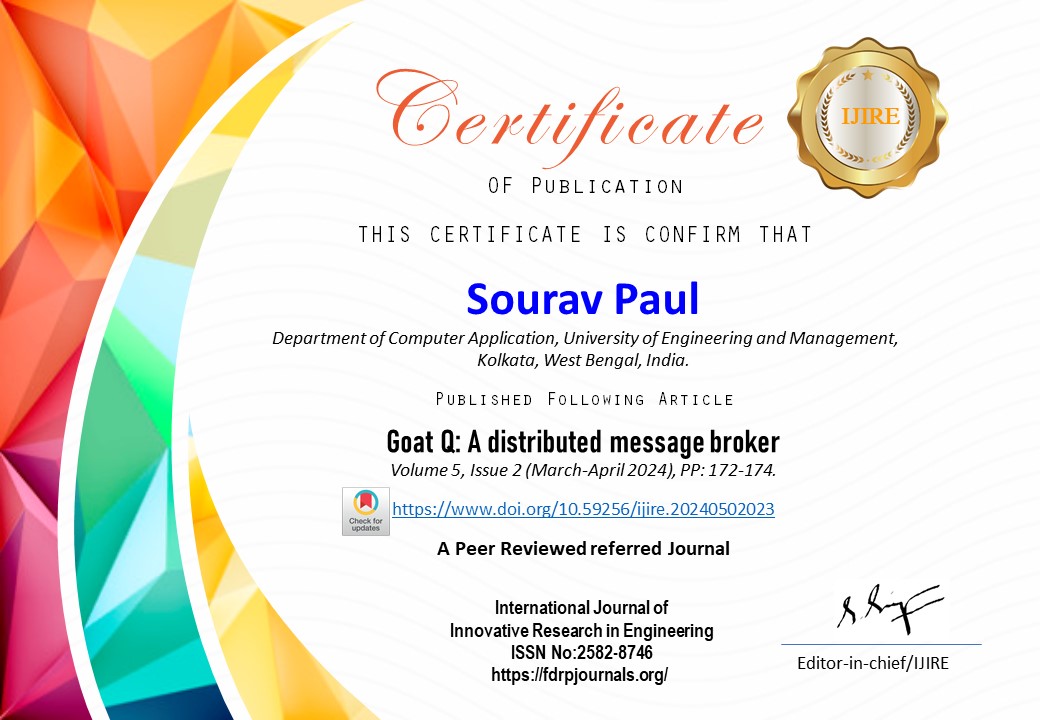 Certificate
IJIRE
OF PUBLICATION
THIS CERTIFICATE IS CONFIRM THAT
Sourav Paul
Department of Computer Application, University of Engineering and Management,
Kolkata, West Bengal, India.
PUBLISHED FOLLOWING ARTICLE
Goat Q: A distributed message broker
Volume 5, Issue 2 (March-April 2024), PP: 172-174.
Check for
updates
https://www.doi.org/10.59256/ijire.20240502023
A Peer Reviewed referred Journal
International Journal of
Innovative Research in Engineering
ISSN No:2582-8746
https://fdrpjournals.org/
Editor-in-chief/IJIRE